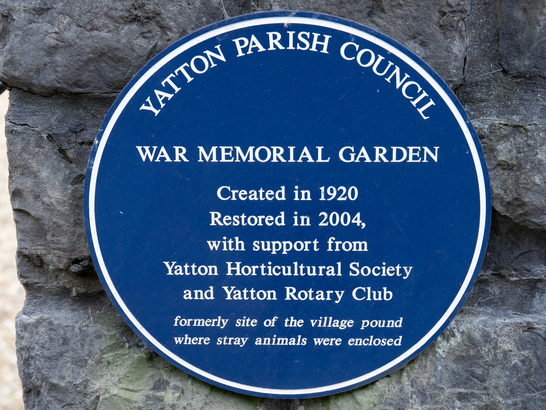 YATTON PARISH COUNCIL
WAR MEMORIAL GARDEN
Created in 1920
Restored in 2004,
with support from
Yatton Horticultural Society
and Yatton Rotary Club
formerly site of the village pound
where stray animals were enclosed